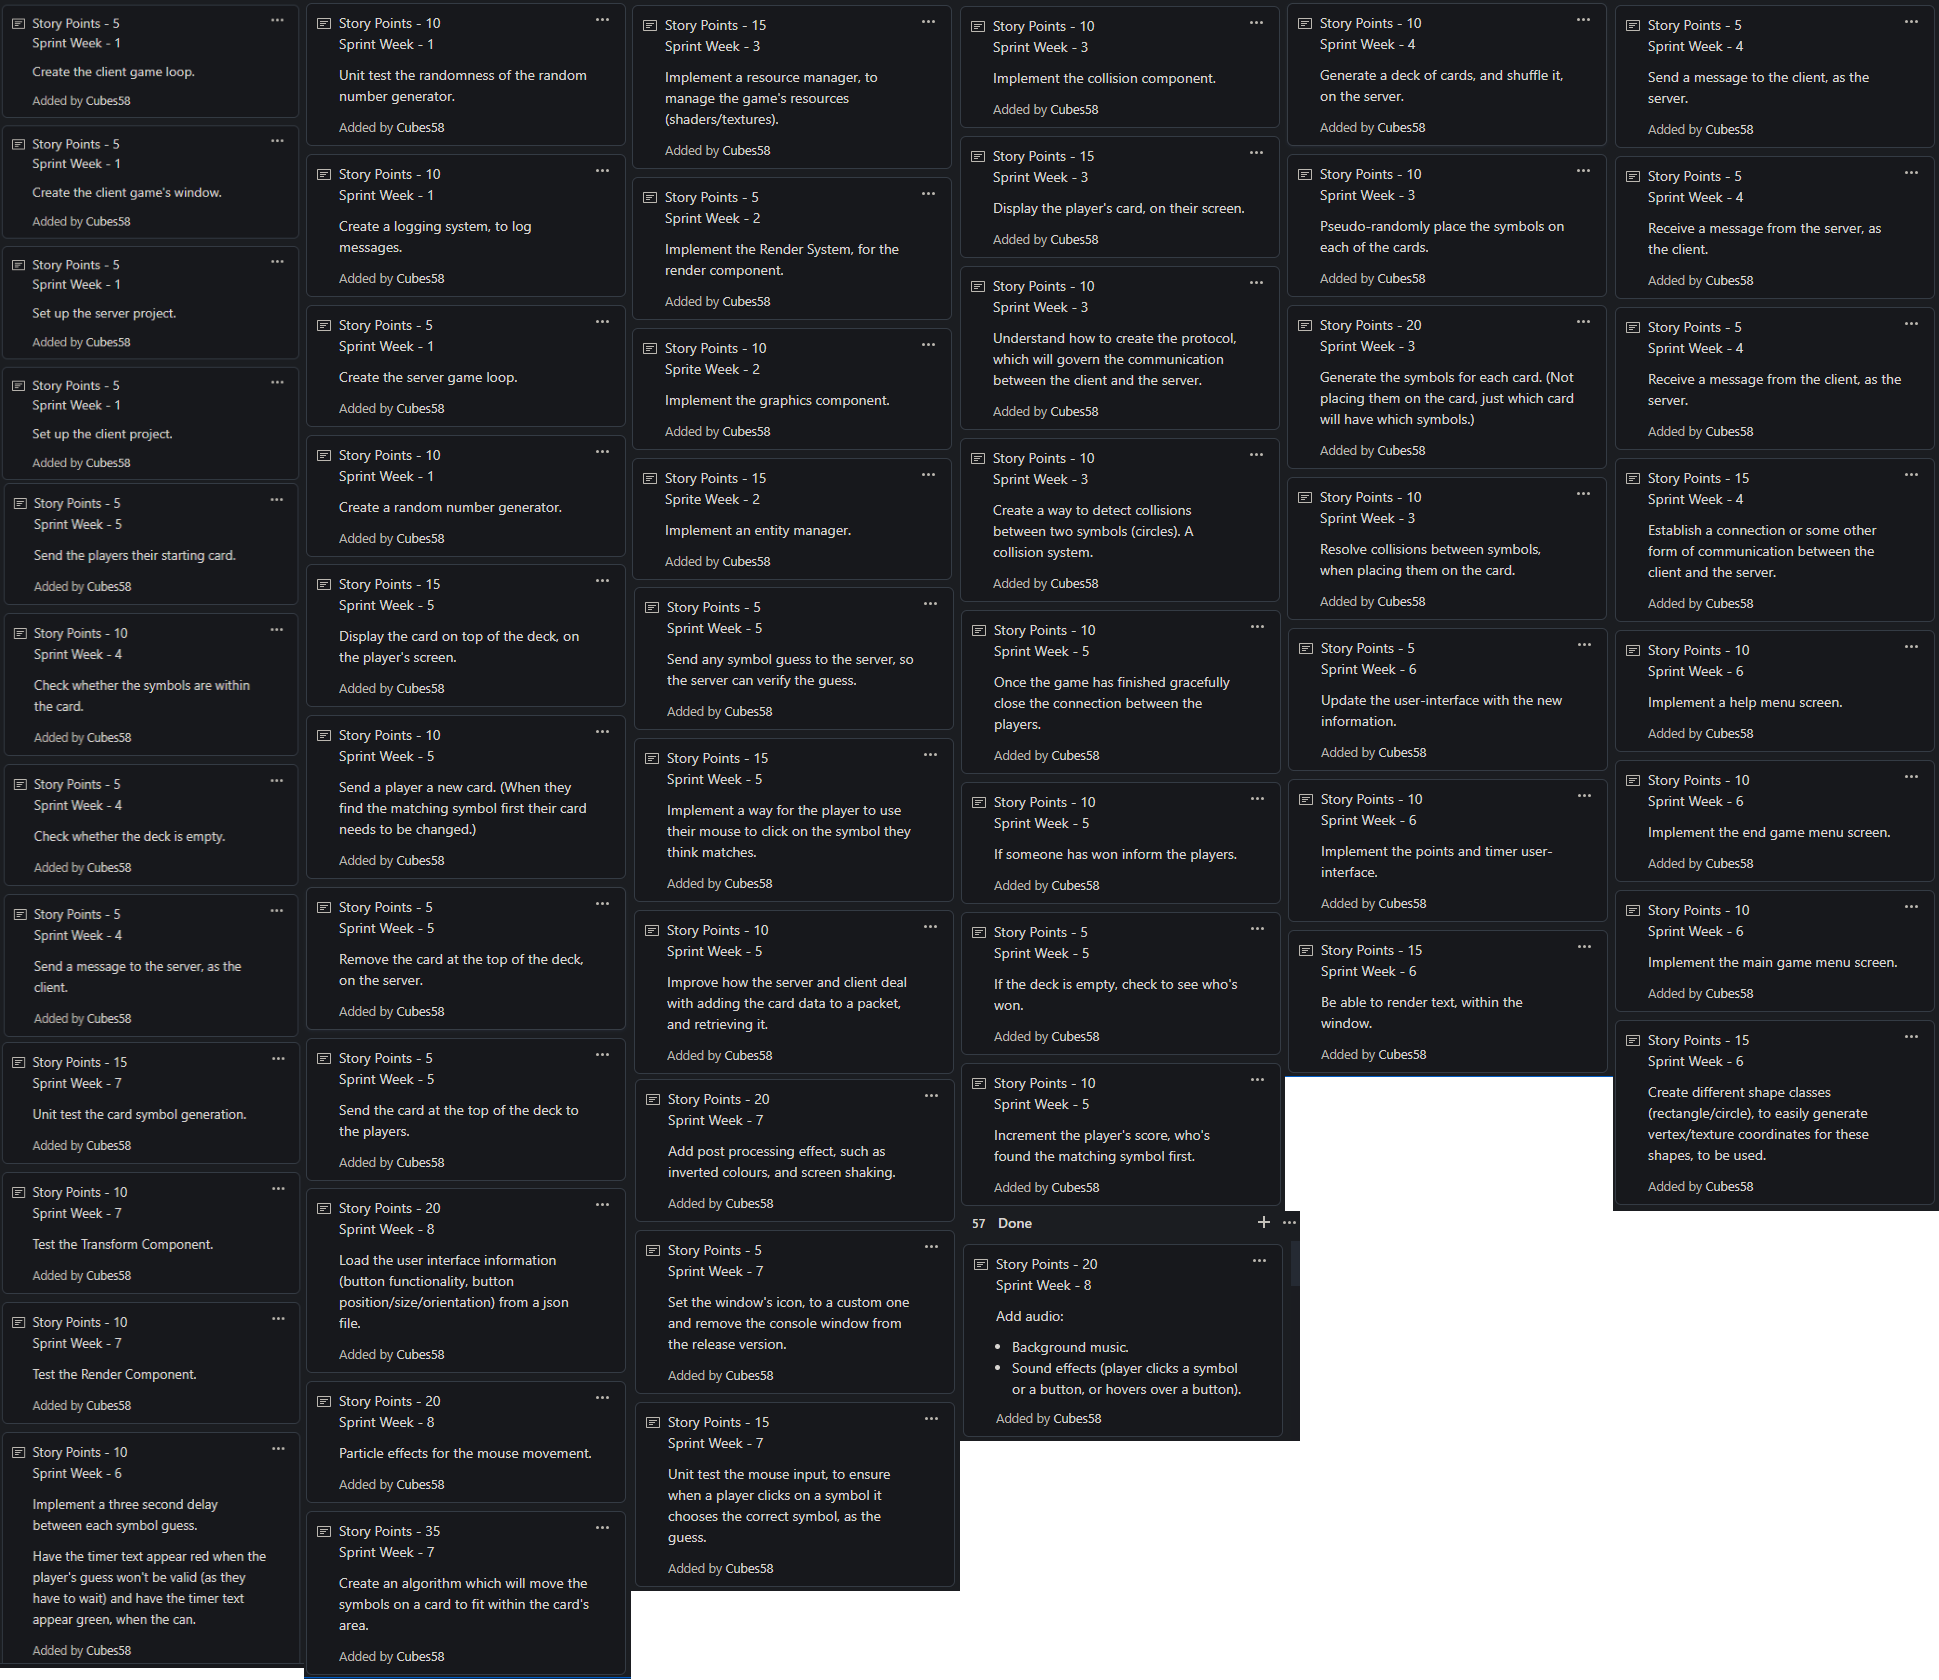 Story Points - 5
Sprint Week - 1
Create the client game loop.
Added by Cubes58
Story Points - 5
Sprint Week - 1
Create the client game's window.
Added by Cubes58
Story Points - 5
Sprint Week - 1
Set up the server project.
Added by Cubes58
Story Points - 5
Sprint Week - 1
Set up the client project.
Added by Cubes58
Story Points - 5
Sprint Week - 5
Send the players their starting card.
Added by Cubes58
Story Points - 10
Sprint Week - 4
Check whether the symbols are within
the card.
Added by Cubes58
Story Points - 5
Sprint Week - 4
Check whether the deck is empty.
Added by Cubes58
Story Points - 5
Sprint Week - 4
Send a message to the server, as the
client.
Added by Cubes58
Story Points - 15
Sprint Week - 7
Unit test the card symbol generation.
Added by Cubes58
Story Points - 10
Sprint Week - 7
Test the Transform Component.
Added by Cubes58
Story Points - 10
Sprint Week - 7
Test the Render Component.
Added by Cubes58
Story Points - 10
Sprint Week - 6
Implement a three second delay
between each symbol guess.
Have the timer text appear red when the
player's guess won't be valid (as they
have to wait) and have the timer text
appear green, when the can.
Added by Cubes58
Story Points - 10
Sprint Week - 1
Unit test the randomness of the random
number generator.
Added by Cubes58
Story Points - 10
Sprint Week - 1
Create a logging system, to log
messages.
Added by Cubes58
Story Points - 5
Sprint Week - 1
Create the server game loop.
Added by Cubes58
Story Points - 10
Sprint Week - 1
Create a random number generator.
Added by Cubes58
Story Points - 15
Sprint Week - 5
Display the card on top of the deck, on
the player's screen.
Added by Cubes58
Story Points - 10
Sprint Week - 5
Send a player a new card. (When they
find the matching symbol first their card
needs to be changed.)
Added by Cubes58
Story Points - 5
Sprint Week - 5
Remove the card at the top of the deck,
on the server.
Added by Cubes58
Story Points - 5
Sprint Week - 5
Send the card at the top of the deck to
the players.
Added by Cubes58
Story Points - 20
Sprint Week - 8
Load the user interface information
(button functionality, button
position/size/orientation) from a json
file.
Added by Cubes58
Story Points - 20
Sprint Week - 8
Particle effects for the mouse movement.
Added by Cubes58
Story Points - 35
Sprint Week - 7
Create an algorithm which will move the
symbols on a card to fit within the card's
area.
Added by Cubes58
Story Points - 15
Sprint Week - 3
Implement a resource manager, to
manage the game's resources
(shaders/textures).
Added by Cubes58
Story Points - 5
Sprint Week - 2
Implement the Render System, for the
render component.
Added by Cubes58
Story Points - 10
Sprite Week - 2
Implement the graphics component.
Added by Cubes58
Story Points - 15
Sprite Week - 2
Implement an entity manager.
Added by Cubes58
Story Points - 5
Sprint Week - 5
Send any symbol guess to the server, so
the server can verify the guess.
Added by Cubes58
Story Points - 15
Sprint Week - 5
Implement a way for the player to use
their mouse to click on the symbol they
think matches.
Added by Cubes58
Story Points - 10
Sprint Week - 5
Improve how the server and client deal
with adding the card data to a packet,
and retrieving it.
Added by Cubes58
Story Points - 20
Sprint Week - 7
Add post processing effect, such as
inverted colours, and screen shaking.
Added by Cubes58
Story Points - 5
Sprint Week - 7
Set the window's icon, to a custom one
and remove the console window from
the release version.
Added by Cubes58
Story Points - 15
Sprint Week - 7
Unit test the mouse input, to ensure
when a player clicks on a symbol it
chooses the correct symbol, as the
guess.
Added by Cubes58
Story Points - 10
Sprint Week - 3
Implement the collision component.
Added by Cubes58
Story Points - 15
Sprint Week - 3
Display the player's card, on their screen.
Added by Cubes58
Story Points - 10
Sprint Week - 3
Understand how to create the protocol,
which will govern the communication
between the client and the server.
Added by Cubes58
Story Points - 10
Sprint Week - 3
Create a way to detect collisions
between two symbols (circles). A
collision system.
Added by Cubes58
Story Points - 10
Sprint Week - 5
Once the game has finished gracefully
close the connection between the
players.
Added by Cubes58
Story Points - 10
Sprint Week - 5
If someone has won inform the players.
Added by Cubes58
Story Points - 5
Sprint Week - 5
If the deck is empty, check to see who's
won.
Added by Cubes58
Story Points - 10
Sprint Week - 5
Increment the player's score, who's
found the matching symbol first.
Added by Cubes58
57 Done
Story Points - 20
Sprint Week - 8
Add audio:
• Background music.
• Sound effects (player clicks a symbol
or a button, or hovers over a button).
Added by Cubes58
Story Points - 10
Sprint Week - 4
Generate a deck of cards, and shuffle it,
on the server.
Added by Cubes58
Story Points - 10
Sprint Week - 3
Pseudo-randomly place the symbols on
each of the cards.
Added by Cubes58
Story Points - 20
Sprint Week - 3
Generate the symbols for each card. (Not
placing them on the card, just which card
will have which symbols.)
Added by Cubes58
Story Points - 10
Sprint Week - 3
Resolve collisions between symbols,
when placing them on the card.
Added by Cubes58
Story Points - 5
Sprint Week - 6
Update the user-interface with the new
information.
Added by Cubes58
Story Points - 10
Sprint Week - 6
Implement the points and timer user-
interface.
Added by Cubes58
Story Points - 15
Sprint Week - 6
Be able to render text, within the
window.
Added by Cubes58
Story Points - 5
Sprint Week - 4
Send a message to the client, as the
server.
Added by Cubes58
Story Points - 5
Sprint Week - 4
Receive a message from the server, as
the client.
Added by Cubes58
Story Points - 5
Sprint Week - 4
Receive a message from the client, as the
server.
Added by Cubes58
Story Points - 15
Sprint Week - 4
Establish a connection or some other
form of communication between the
client and the server.
Added by Cubes58
Story Points - 10
Sprint Week - 6
Implement a help menu screen.
Added by Cubes58
Story Points - 10
Sprint Week - 6
Implement the end game menu screen.
Added by Cubes58
Story Points - 10
Sprint Week - 6
Implement the main game menu screen.
Added by Cubes58
Story Points - 15
Sprint Week - 6
Create different shape classes
(rectangle/circle), to easily generate
vertex/texture coordinates for these
shapes, to be used.
Added by Cubes58